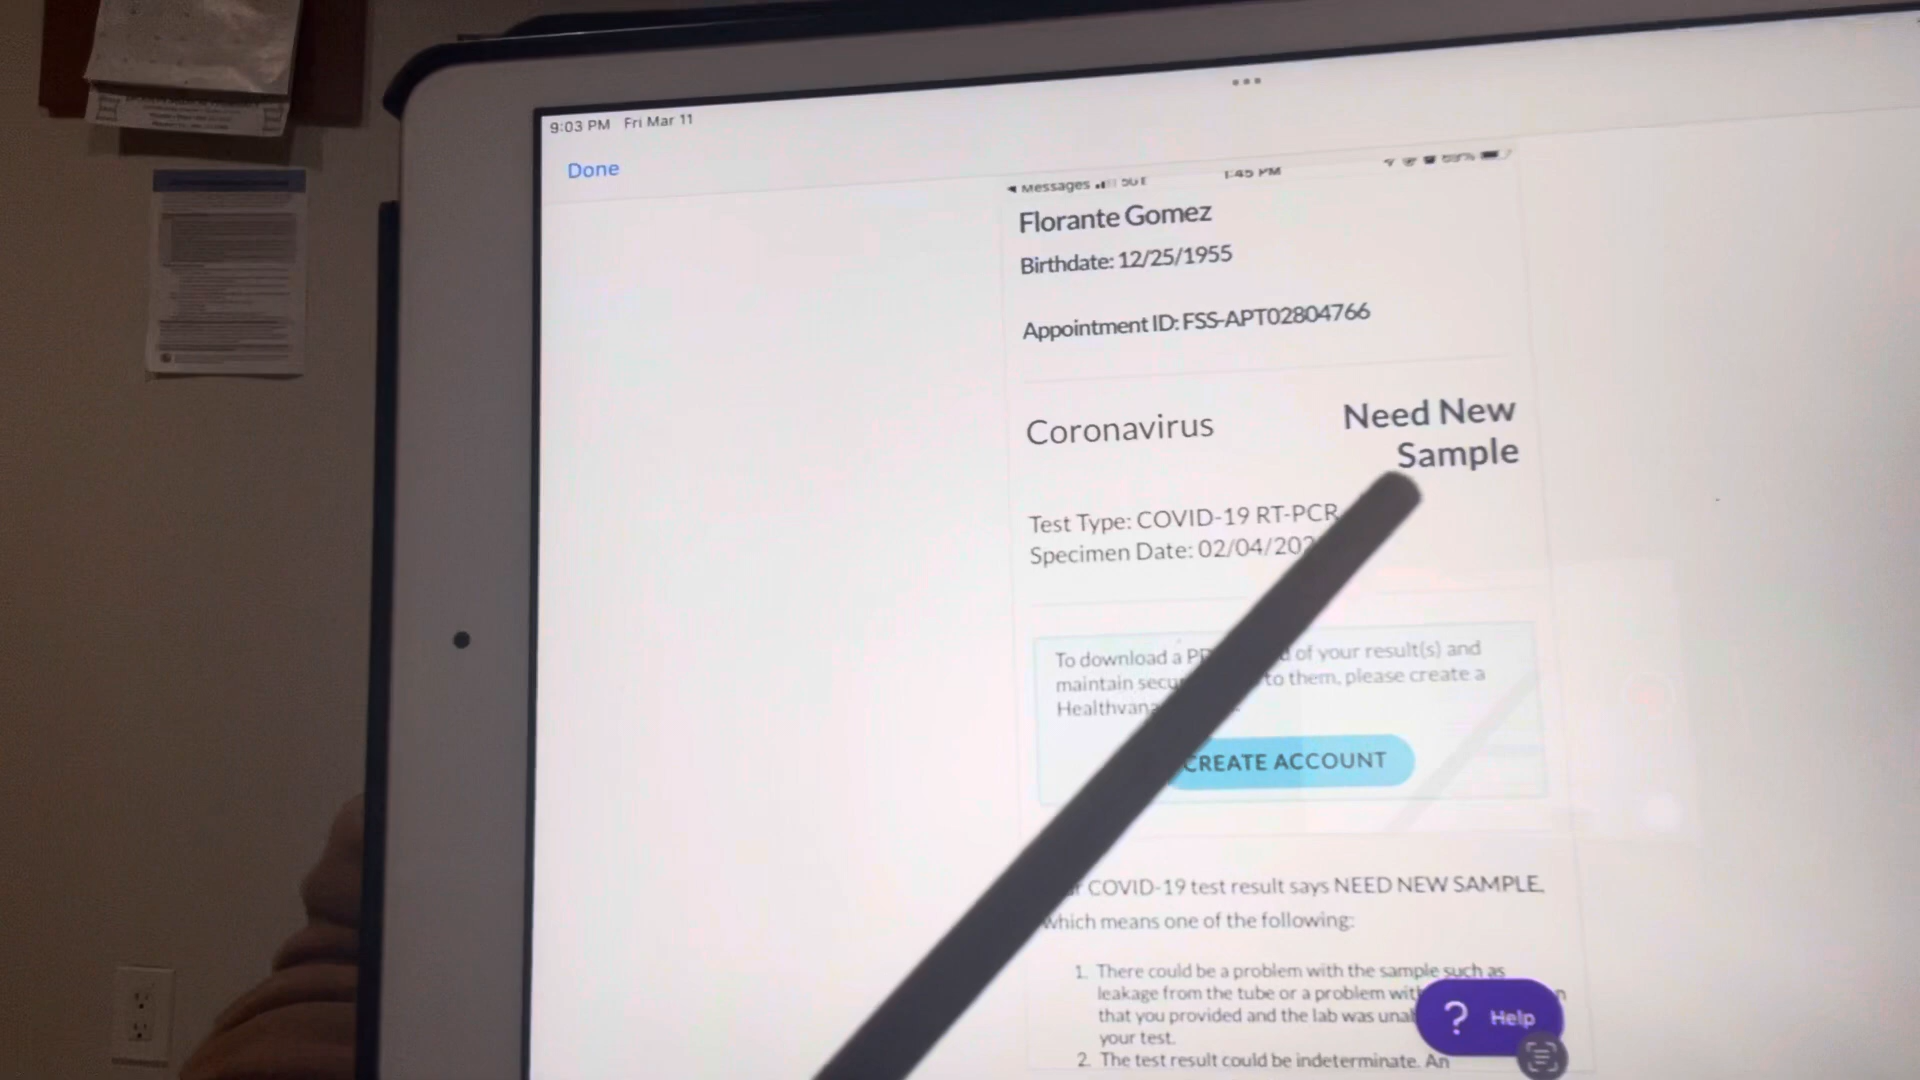 9:03 PM Fri Mar 11
Done
Messages
1:45 PM
Florante Gomez
Birthdate: 12/25/1955
Appointment ID: FSS-APT02804766
Coronavirus
Need New
Sample
Test Type: COVID-19 RT-PCR
Specimen Date: 02/04/202
To download a PD of your result(s) and
maintain secu to them, please create a
Healthvana
CREATE ACCOUNT
COVID-19 test result says NEED NEW SAMPLE,
which means one of the following:
1. There could be a problem with the sample such as
leakage from the tube or a problem with
that you provided and the lab was una
your test.
2. The test result could be indeterminate. An
? Help